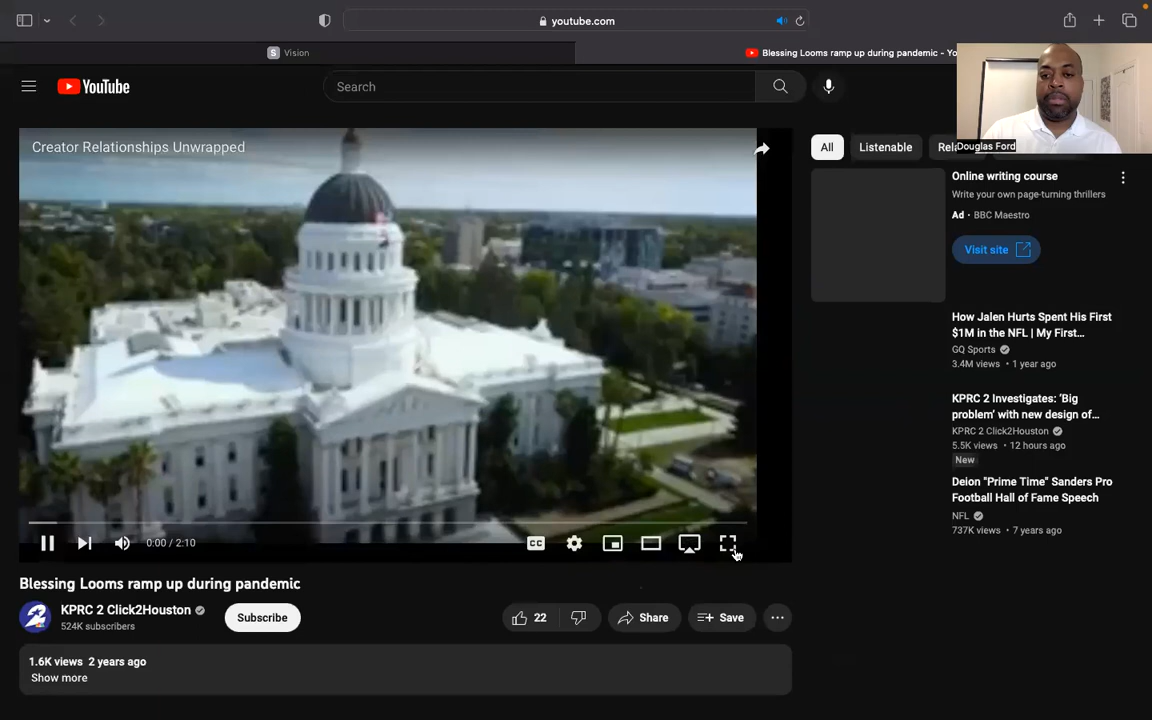 youtube.com
S Vision
Blessing Looms ramp up during pandemic - Yo
YouTube
Search
Douglas Ford
Creator Relationships Unwrapped
All
Listenable
Rel
Online writing course
Write your own page-turning thrillers
Ad · BBC Maestro
Visit site
How Jalen Hurts Spent His First
$1M in the NFL | My First...
GQ Sports
3.4M views · 1 year ago
KPRC 2 Investigates: 'Big
problem' with new design of...
KPRC 2 Click2Houston
5.5K views · 12 hours ago
New
Deion "Prime Time" Sanders Pro
Football Hall of Fame Speech
NFL
737K views · 7 years ago
0:00 / 2:10
CC
Blessing Looms ramp up during pandemic
KPRC 2 Click2Houston
524K subscribers
Subscribe
22
Share
Save
1.6K views 2 years ago
Show more